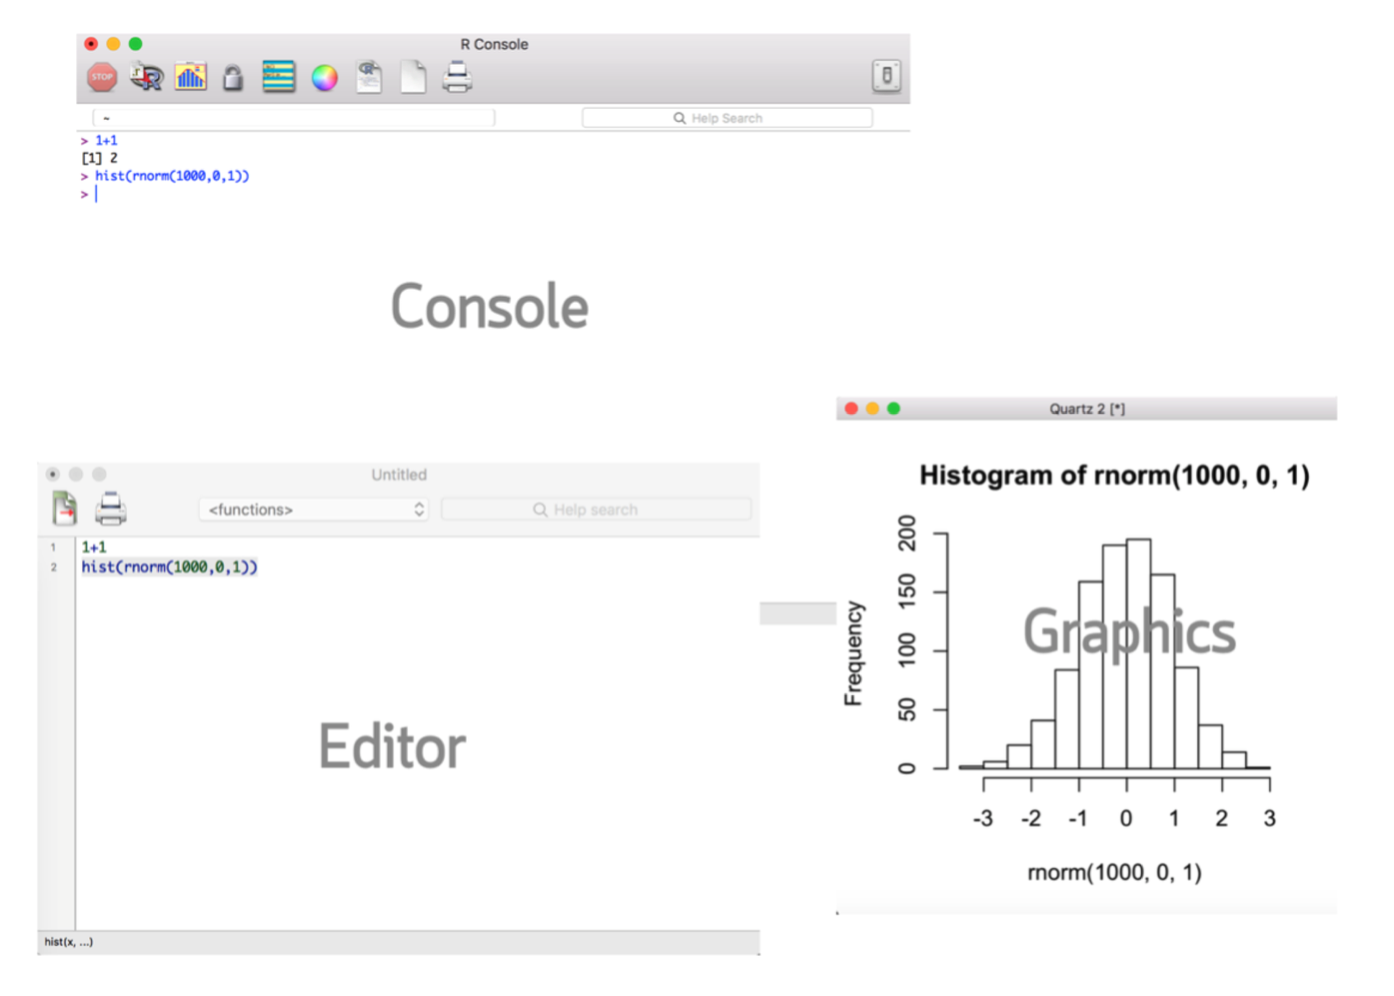 R Console
STOP
~
Help Search
> 1+1
[1] 2
> hist(rnorm(1000,0,1))
>
Console
Untitled
<functions>
Help search
1 1+1
2 hist(rnorm(1000,0,1))
Editor
hist(x, ...)
Quartz 2 [*]
Histogram of rnorm(1000, 0, 1)
Frequency
200
150
100
50
0
Graphics
-3 -2 -1 0 1 2 3
rnorm(1000, 0, 1)